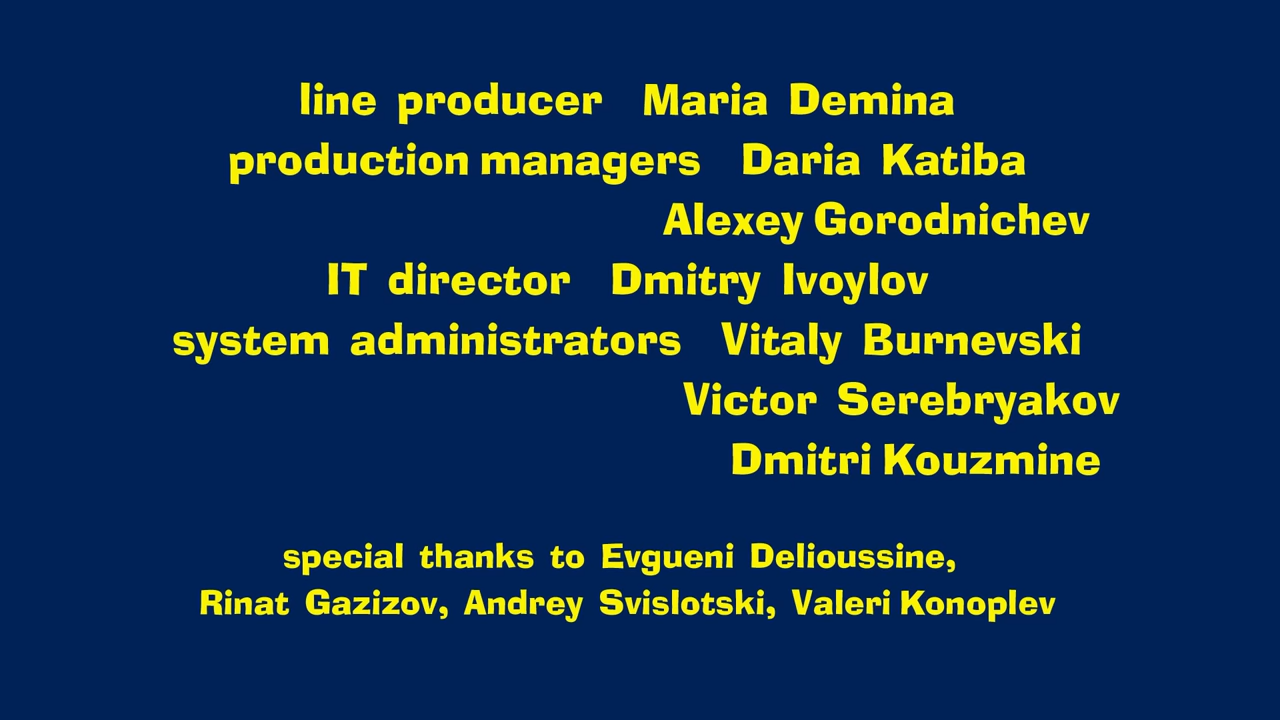 line producer Maria Demina
production managers Daria Katiba
Alexey Gorodnichev
IT director Dmitry Ivoylov
system administrators Vitaly Burnevski
Victor Serebryakov
Dmitri Kouzmine
special thanks to Evgueni Delioussine,
Rinat Gazizov, Andrey Svislotski, Valeri Konoplev